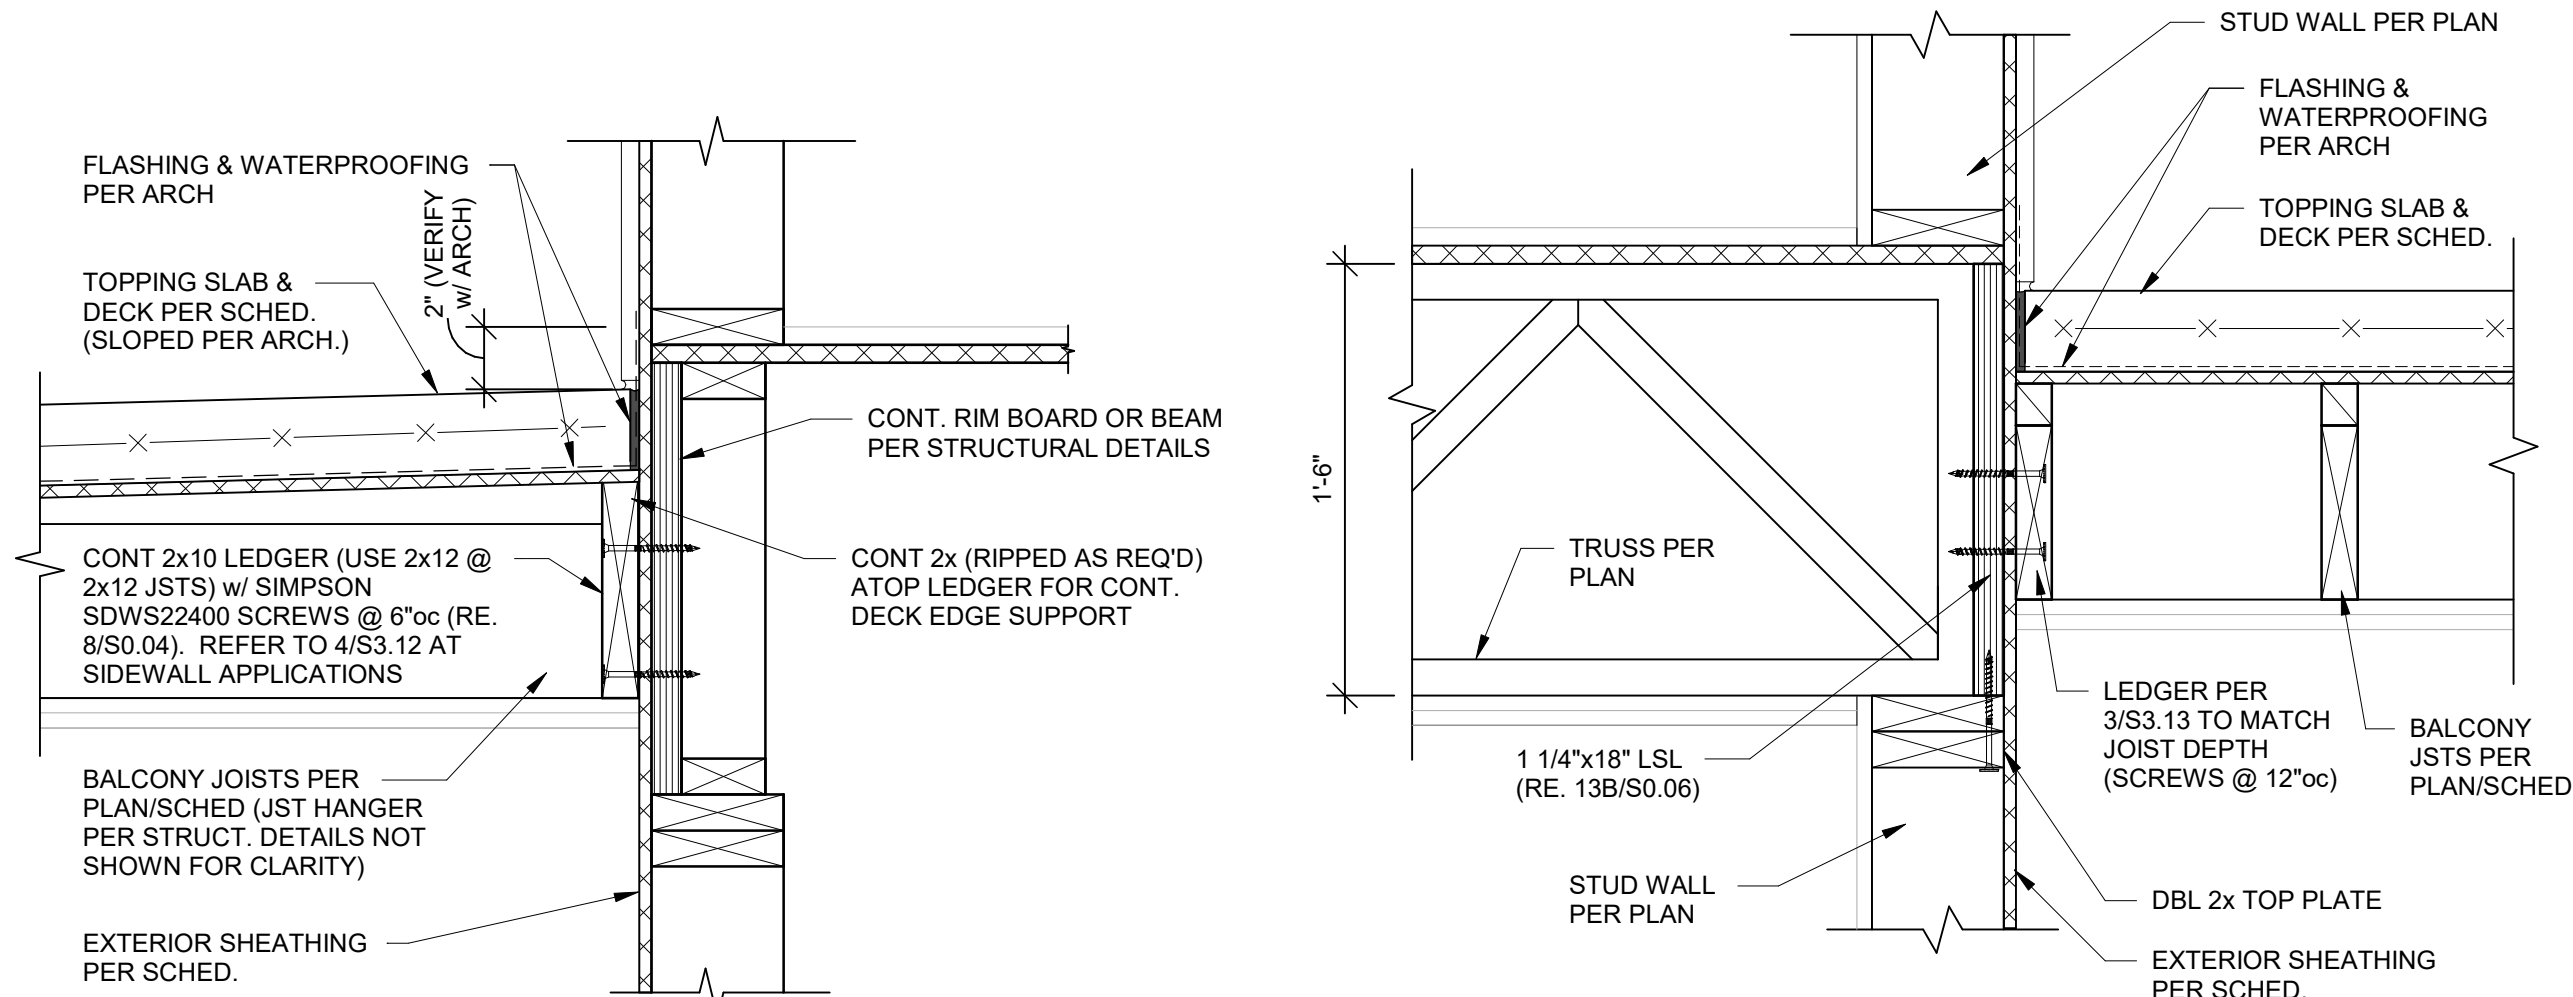 FLASHING & WATERPROOFING
PER ARCH
2" (VERIFY
w/ ARCH)
TOPPING SLAB &
DECK PER SCHED.
(SLOPED PER ARCH.)
CONT. RIM BOARD OR BEAM
PER STRUCTURAL DETAILS
CONT 2x10 LEDGER (USE 2x12 @
2x12 JSTS) w/ SIMPSON
SDWS22400 SCREWS @ 6"oc (RE.
8/S0.04). REFER TO 4/S3.12 AT
SIDEWALL APPLICATIONS
CONT 2x (RIPPED AS REQ'D)
ATOP LEDGER FOR CONT.
DECK EDGE SUPPORT
BALCONY JOISTS PER
PLAN/SCHED (JST HANGER
PER STRUCT. DETAILS NOT
SHOWN FOR CLARITY)
EXTERIOR SHEATHING
PER SCHED.
STUD WALL PER PLAN
FLASHING &
WATERPROOFING
PER ARCH
TOPPING SLAB &
DECK PER SCHED.
1'-6"
TRUSS PER
PLAN
1 1/4"x18" LSL
(RE. 13B/S0.06)
LEDGER PER
3/S3.13 TO MATCH
JOIST DEPTH
(SCREWS @ 12"oc)
BALCONY
JSTS PER
PLAN/SCHED
STUD WALL
PER PLAN
DBL 2x TOP PLATE
EXTERIOR SHEATHING
PER SCHED.